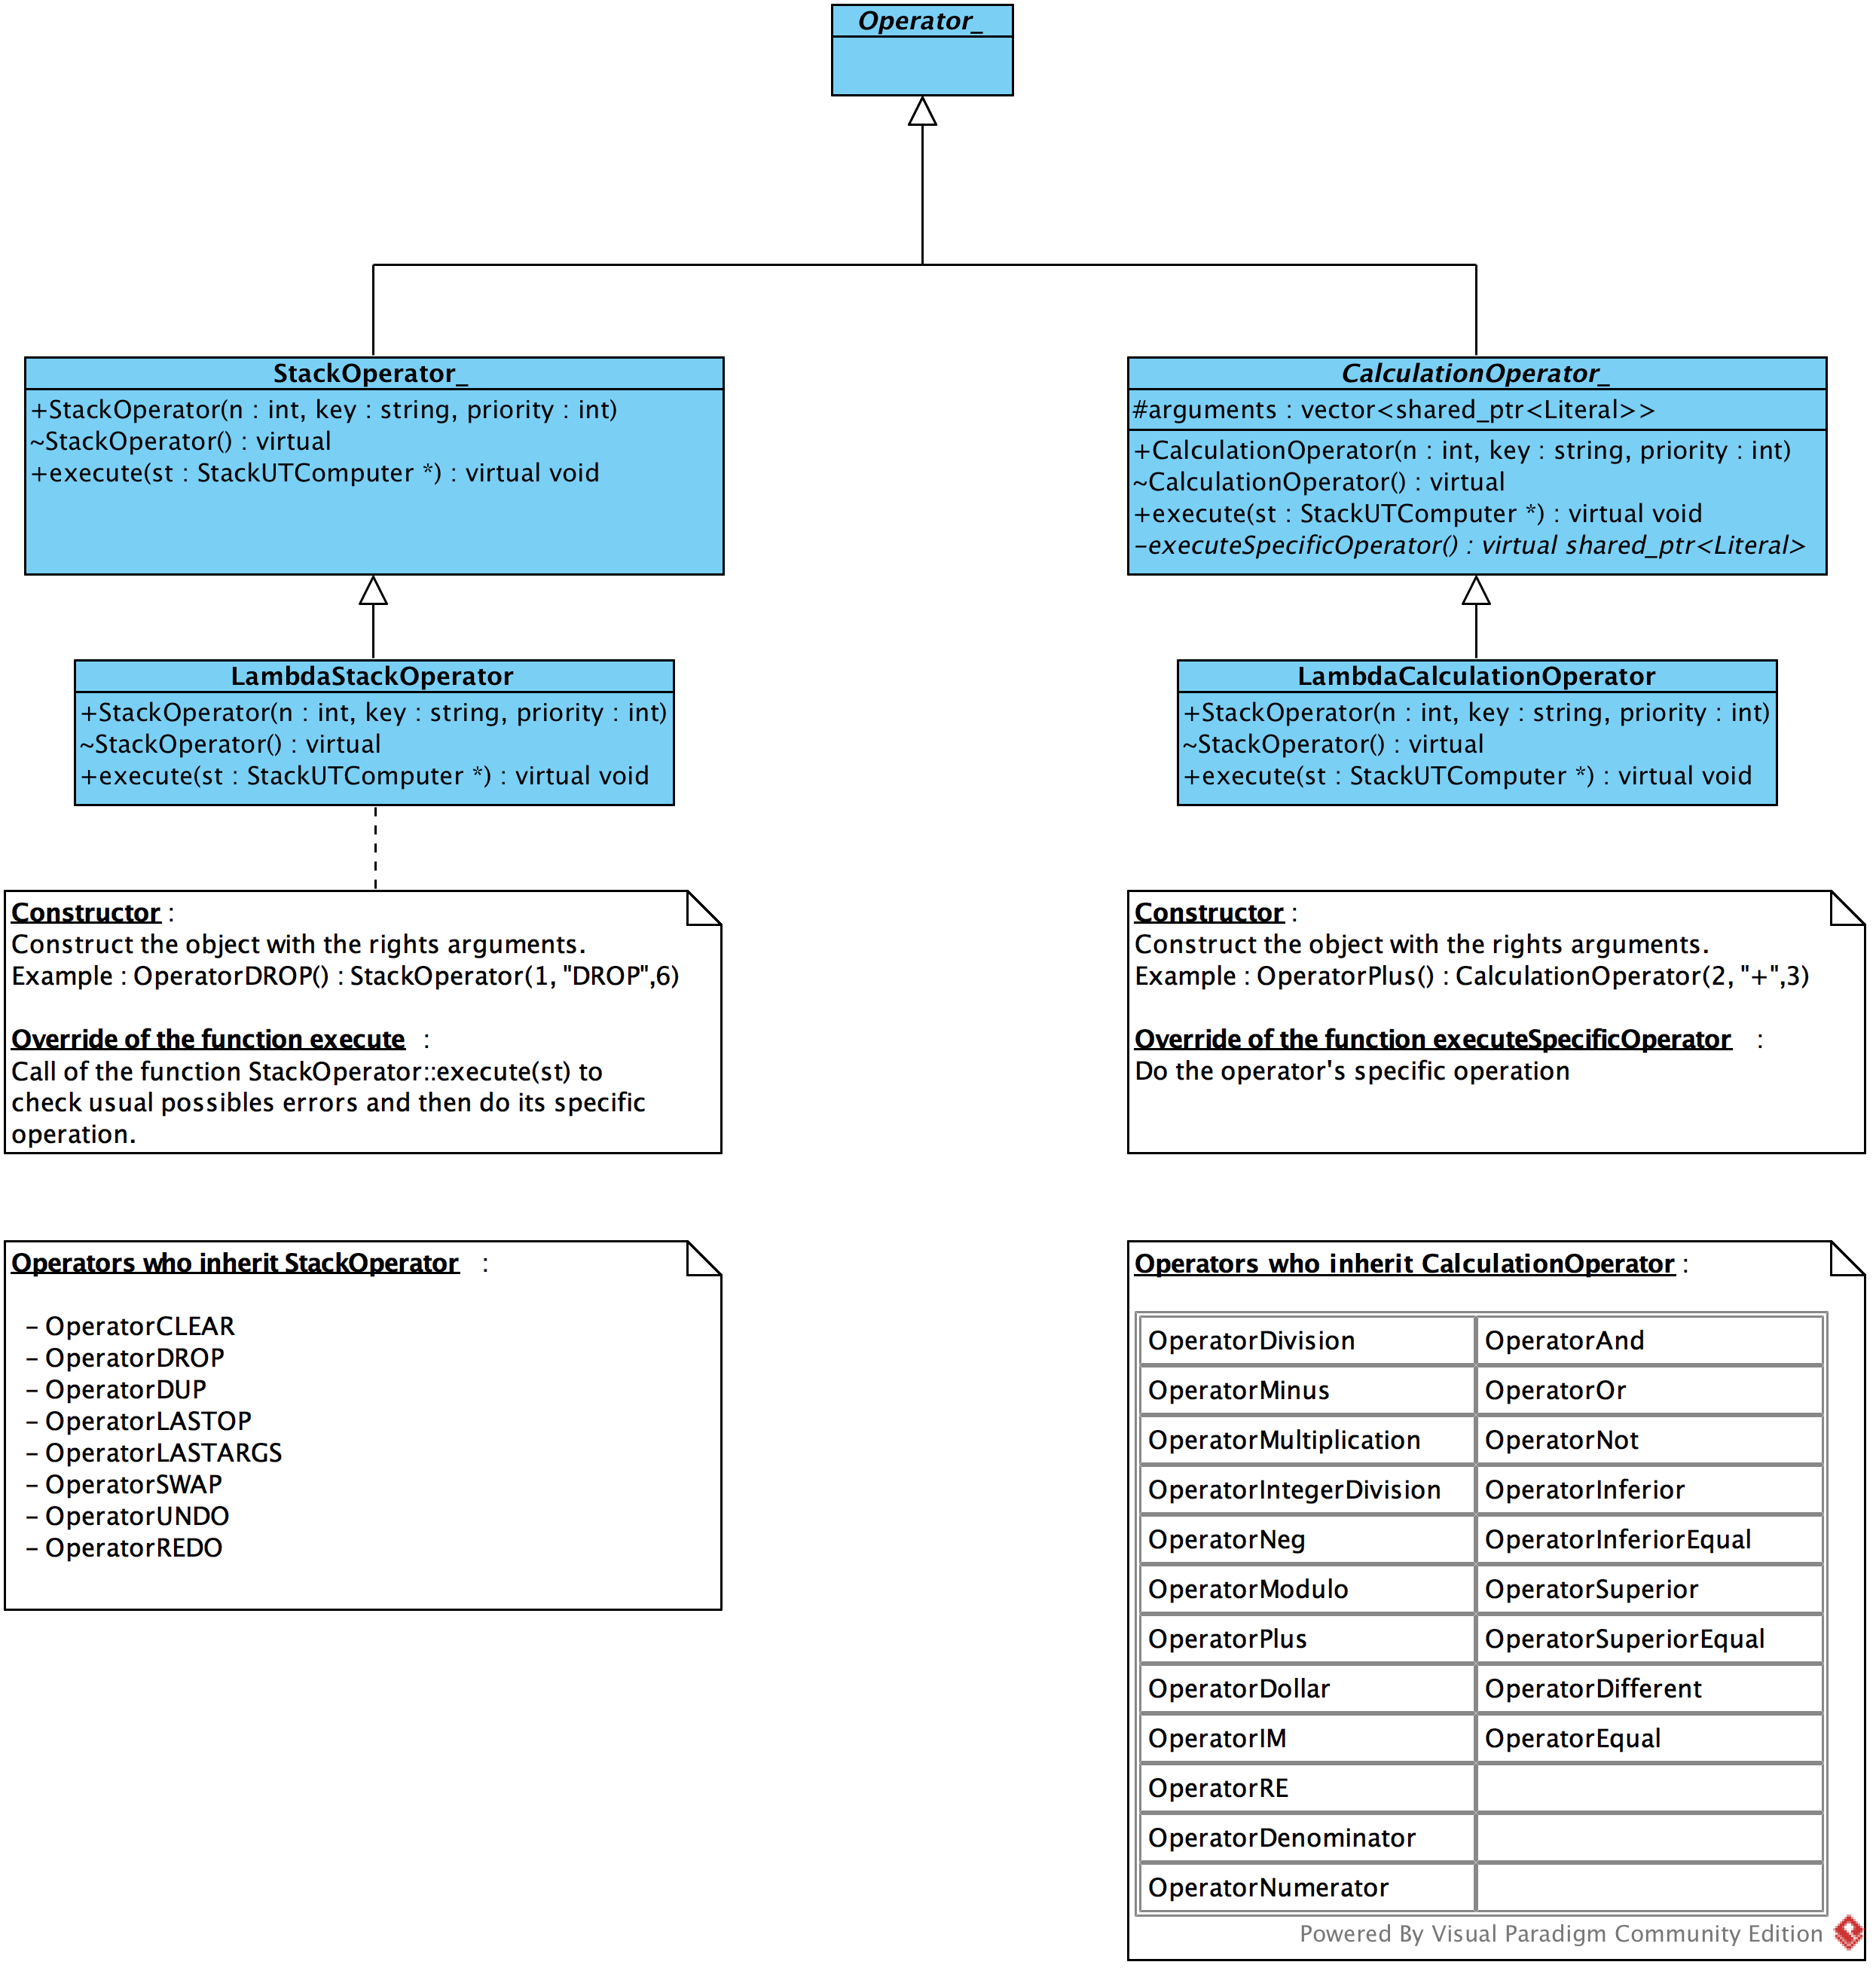 Operator_
StackOperator_
+StackOperator(n : int, key : string, priority : int)
~StackOperator() : virtual
+execute(st : StackUTComputer *) : virtual void
CalculationOperator_
#arguments : vector<shared_ptr<Literal>>
+CalculationOperator(n : int, key : string, priority : int)
~CalculationOperator() : virtual
+execute(st : StackUTComputer *) : virtual void
-executeSpecificOperator() : virtual shared_ptr<Literal>
LambdaStackOperator
+StackOperator(n : int, key : string, priority : int)
~StackOperator() : virtual
+execute(st : StackUTComputer *) : virtual void
LambdaCalculationOperator
+StackOperator(n : int, key : string, priority : int)
~StackOperator() : virtual
+execute(st : StackUTComputer *) : virtual void
Constructor :
Construct the object with the rights arguments.
Example : OperatorDROP() : StackOperator(1, "DROP",6)
Override of the function execute :
Call of the function StackOperator::execute(st) to
check usual possibles errors and then do its specific
operation.
Constructor :
Construct the object with the rights arguments.
Example : OperatorPlus() : CalculationOperator(2, "+",3)
Override of the function executeSpecificOperator :
Do the operator's specific operation
Operators who inherit StackOperator :
- OperatorCLEAR
- OperatorDROP
- OperatorDUP
- OperatorLASTOP
- OperatorLASTARGS
- OperatorSWAP
- OperatorUNDO
- OperatorREDO
Operators who inherit CalculationOperator :
OperatorDivision OperatorAnd
OperatorMinus OperatorOr
OperatorMultiplication OperatorNot
OperatorIntegerDivision OperatorInferior
OperatorNeg OperatorInferiorEqual
OperatorModulo OperatorSuperior
OperatorPlus OperatorSuperiorEqual
OperatorDollar OperatorDifferent
OperatorIM OperatorEqual
OperatorRE
OperatorDenominator
OperatorNumerator
Powered By Visual Paradigm Community Edition